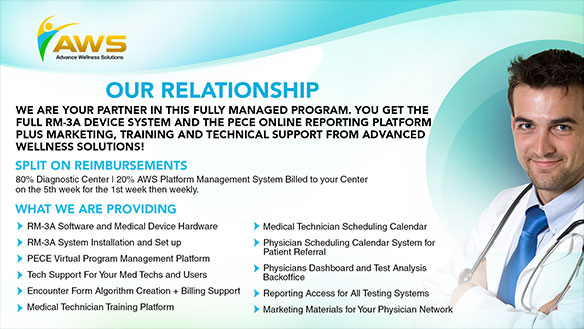 AWS
Advance Wellness Solutions
OUR RELATIONSHIP
WE ARE YOUR PARTNER IN THIS FULLY MANAGED PROGRAM. YOU GET THE
FULL RM-3A DEVICE SYSTEM AND THE PECE ONLINE REPORTING PLATFORM
PLUS MARKETING, TRAINING AND TECHNICAL SUPPORT FROM ADVANCED
WELLNESS SOLUTIONS!
SPLIT ON REIMBURSEMENTS
80% Diagnostic Center | 20% AWS Platform Management System Billed to your Center
on the 5th week for the 1st week then weekly.
WHAT WE ARE PROVIDING
RM-3A Software and Medical Device Hardware
RM-3A System Installation and Set up
PECE Virtual Program Management Platform
Tech Support For Your Med Techs and Users
Encounter Form Algorithm Creation + Billing Support
Medical Technician Training Platform
Medical Technician Scheduling Calendar
Physician Scheduling Calendar System for
Patient Referral
Physicians Dashboard and Test Analysis
Backoffice
Reporting Access for All Testing Systems
Marketing Materials for Your Physician Network